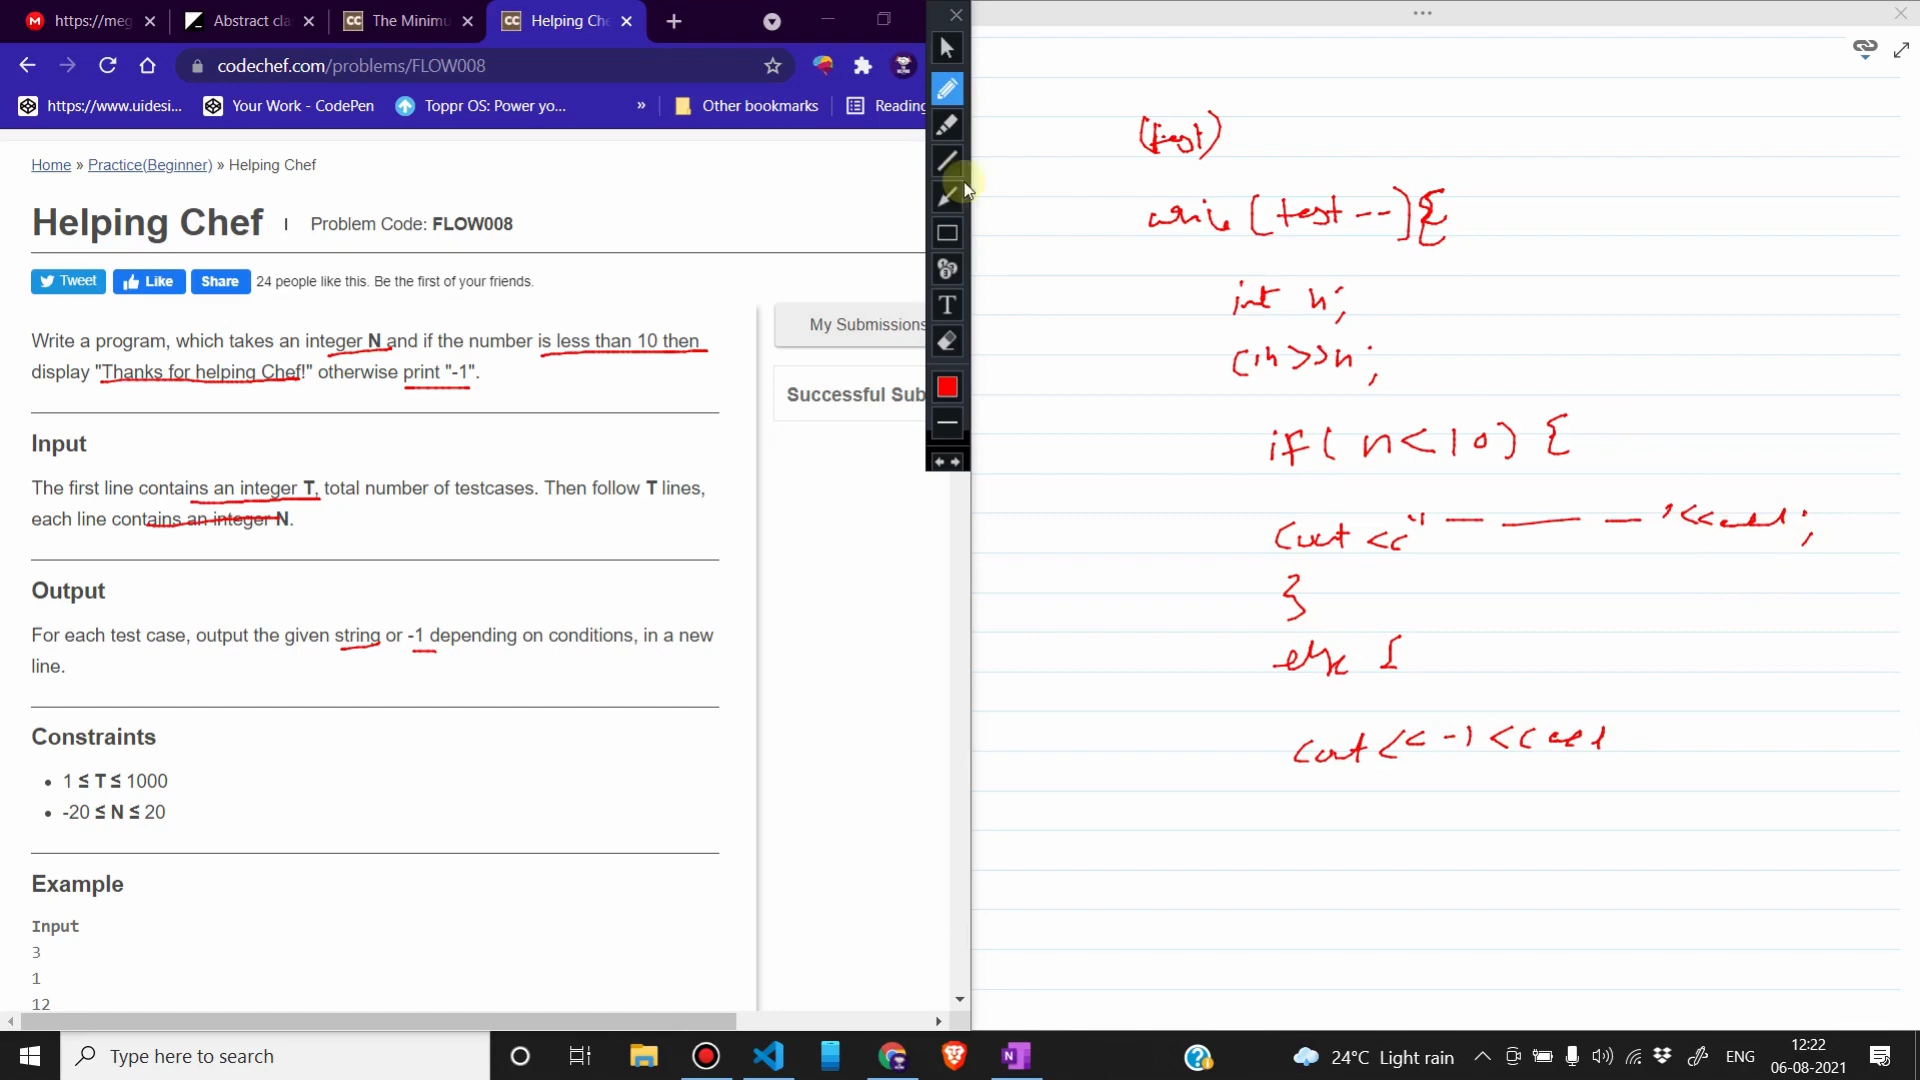 https://meg
Abstract cla
The Minimu
Helping Che
codechef.com/problems/FLOW008
https://www.uidesi...
Your Work - CodePen
Toppr OS: Power yo...
»
Other bookmarks
Reading
Home » Practice(Beginner) » Helping Chef
Helping Chef
Problem Code: FLOW008
Tweet
Like
Share
24 people like this. Be the first of your friends.
My Submissions
Write a program, which takes an integer N and if the number is less than 10 then
display "Thanks for helping Chef!" otherwise print "-1".
Successful Sub
Input
The first line contains an integer T, total number of testcases. Then follow T lines,
each line contains an integer N.
Output
For each test case, output the given string or -1 depending on conditions, in a new
line.
Constraints
1 ≤ T ≤ 1000
-20 ≤ N ≤ 20
Example
Input
3
1
12
(test)
while (test --){
int n;
cin>>n;
if( n<10) {
cout <<" — — — "<<endl;
}
else {
cout << -1 <<endl
Type here to search
24°C Light rain
ENG
12:22
06-08-2021